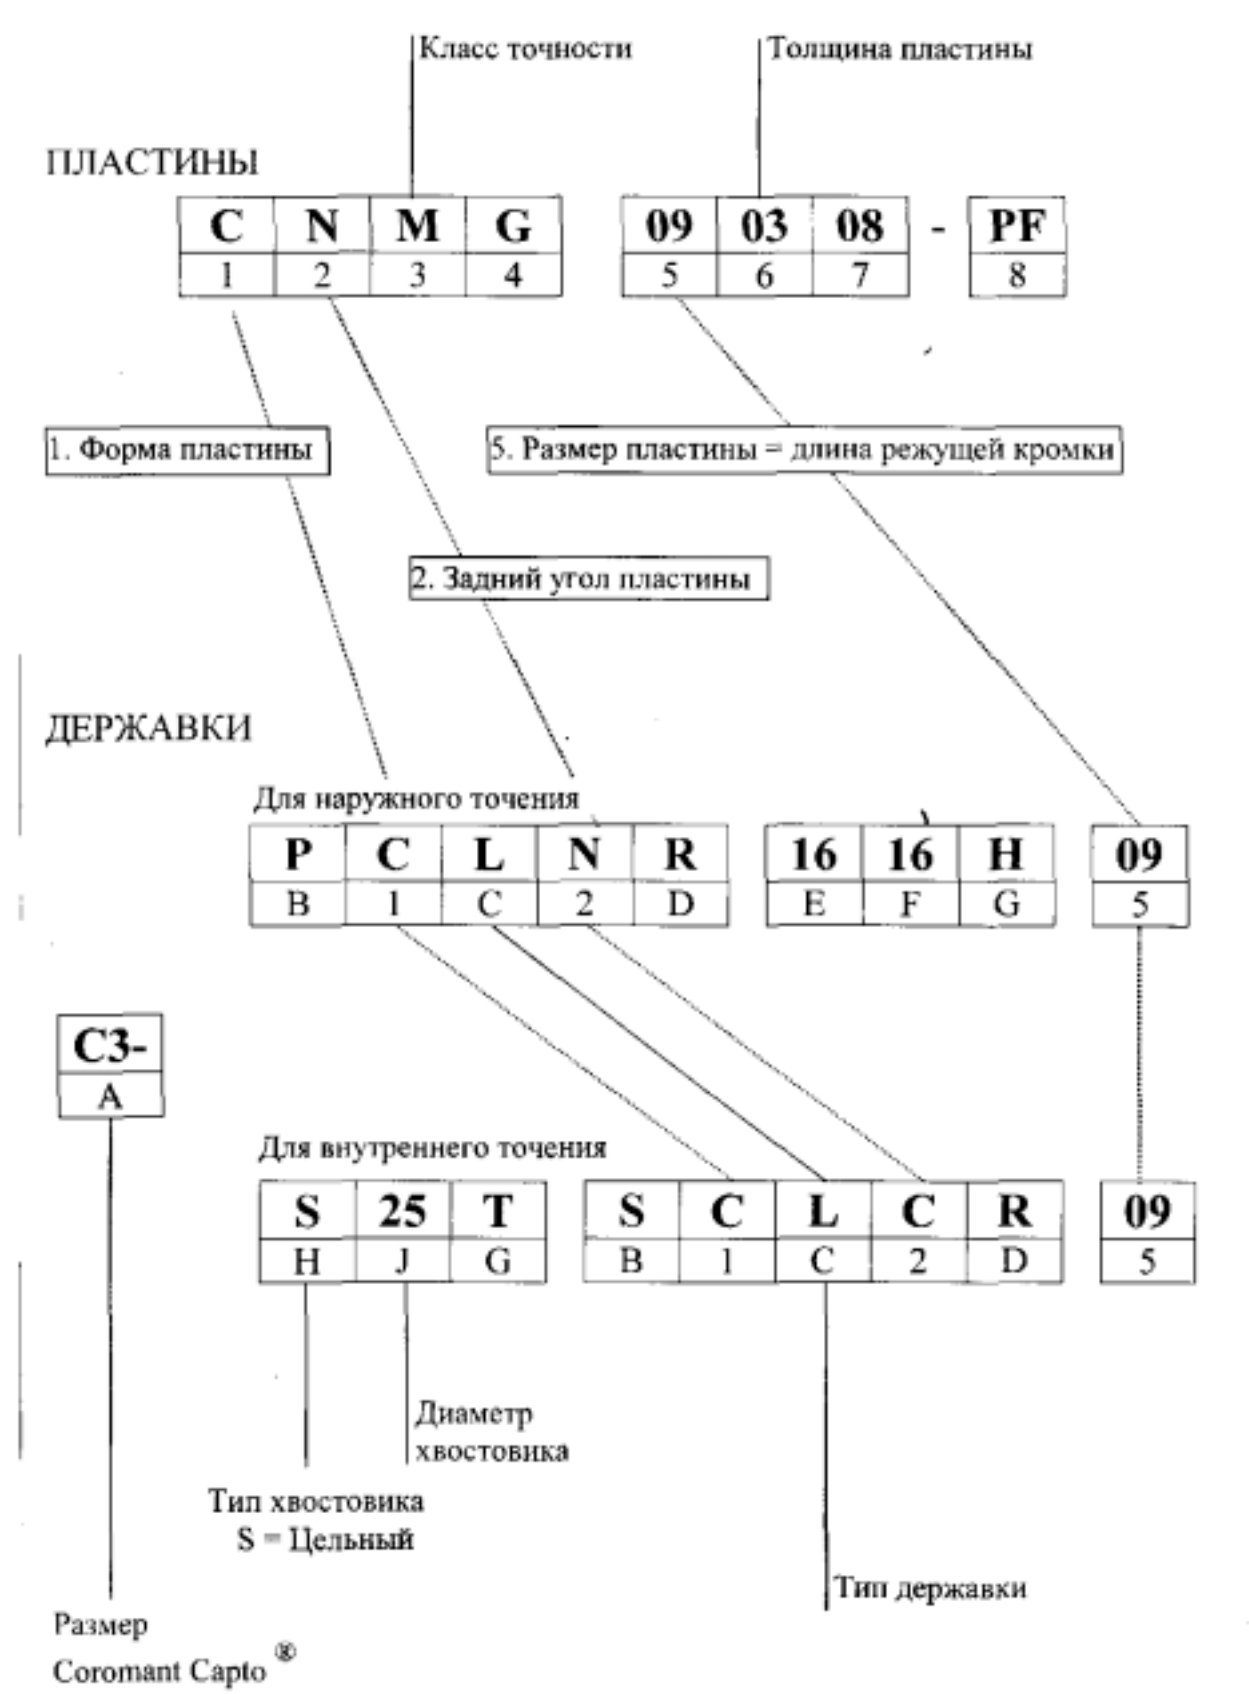 Класс точности
Толщина пластины
ПЛАСТИНЫ
C N M G 09 03 08 - PF
1 2 3 4 5 6 7 8
1. Форма пластины
5. Размер пластины = длина режущей кромки
2. Задний угол пластины
ДЕРЖАВКИ
Для наружного точения
P C L N R 16 16 H 09
B 1 C 2 D E F G 5
C3-
A
Для внутреннего точения
S 25 T S C L C R 09
H J G B 1 C 2 D 5
Диаметр
хвостовика
Тип хвостовика
S = Цельный
Тип державки
Размер
Coromant Capto ®